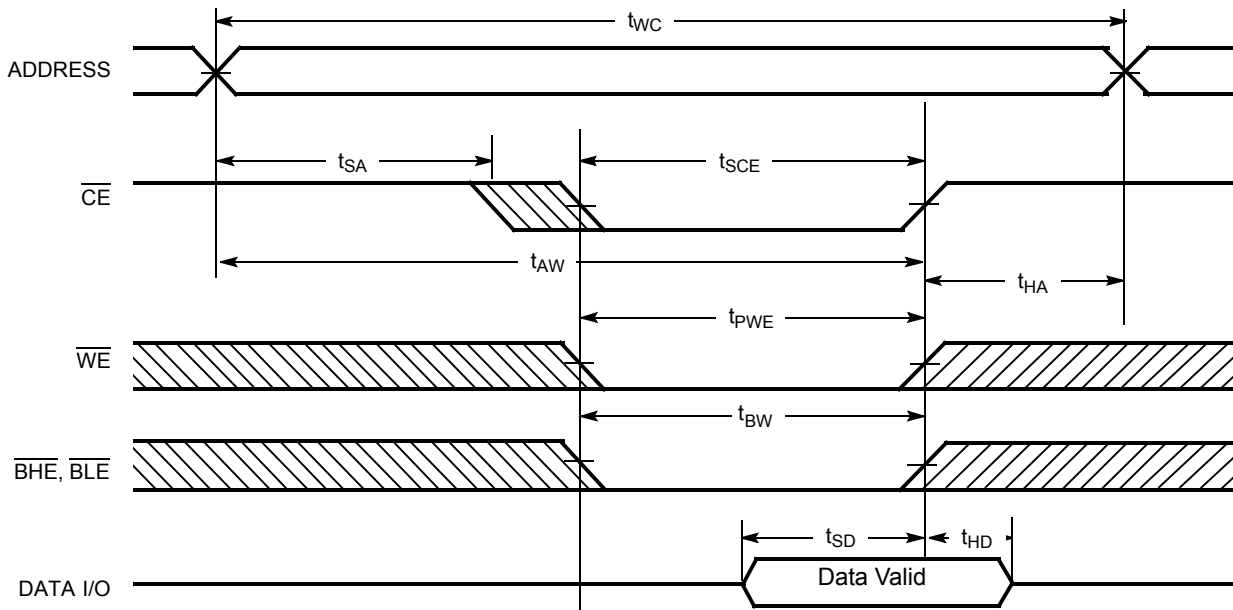 tWC
ADDRESS
tSA
tSCE
CE
tAW
tHA
tPWE
WE
tBW
BHE, BLE
tSD
tHD
Data Valid
DATA I/O